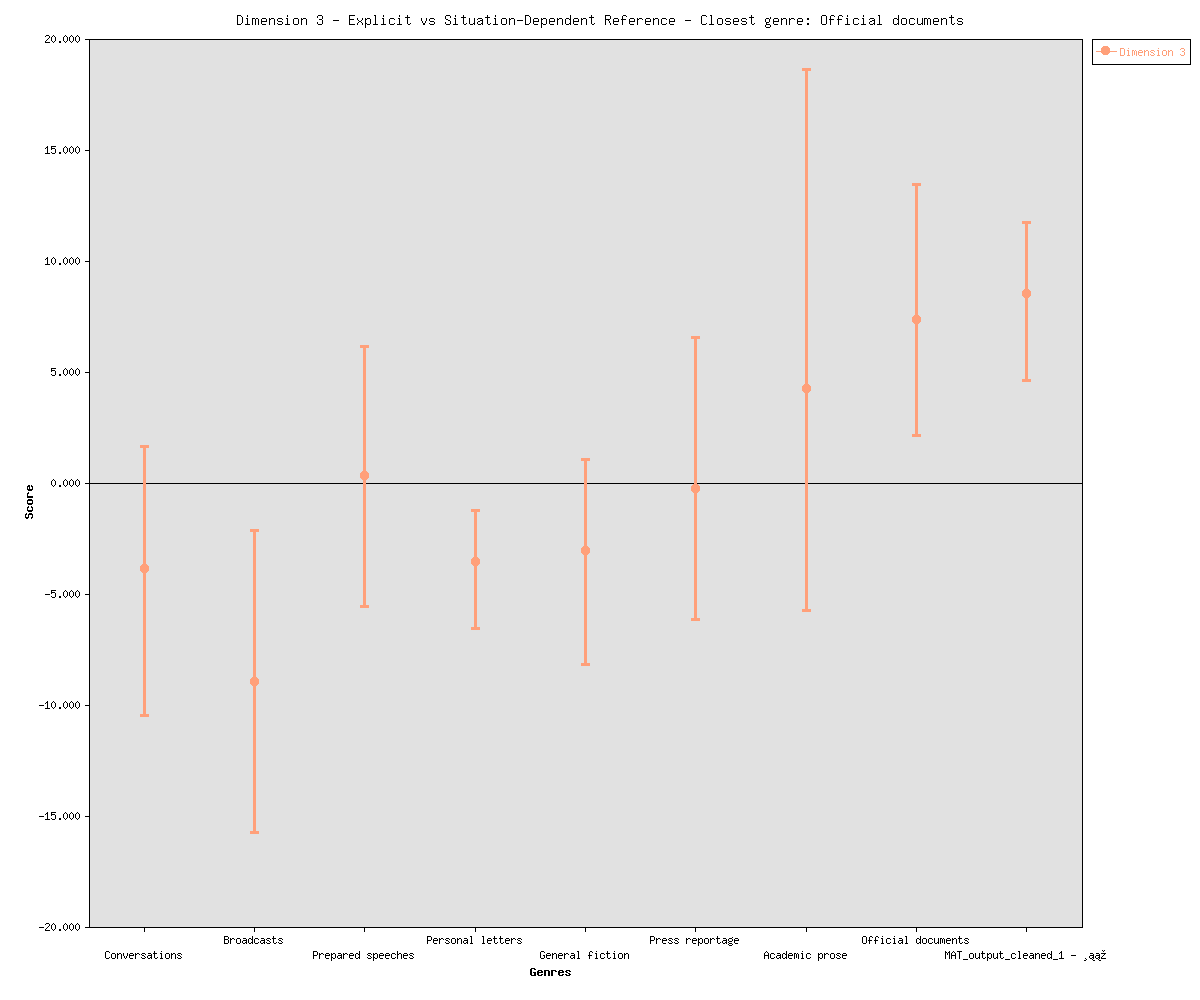 Dimension 3 - Explicit vs Situation-Dependent Reference - Closest genre: Official documents
Dimension 3
20.000
15.000
10.000
5.000
0.000
-5.000
-10.000
-15.000
-20.000
Score
Broadcasts Personal letters Press reportage Official documents
Conversations Prepared speeches General fiction Academic prose MAT_output_cleaned_1 -
Genres